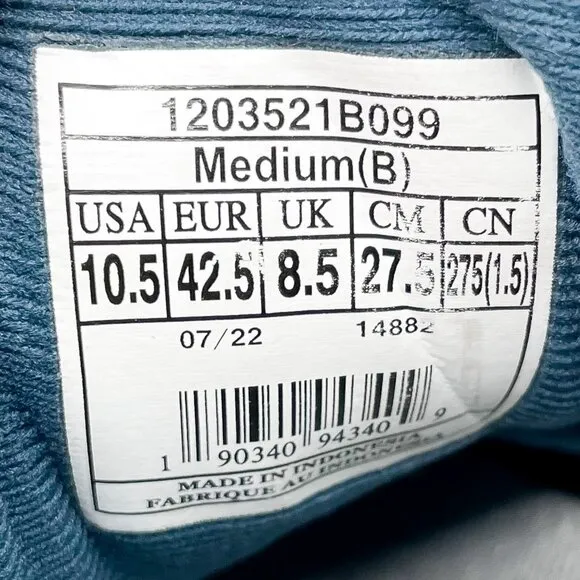 1203521B099
Medium(B)
USA EUR UK CM CN
10.5 42.5 8.5 27.5 275(1.5)
07/22 14882
1 90340 94340 9
MADE IN INDONESIA
FABRIQUE AU INDONESIA